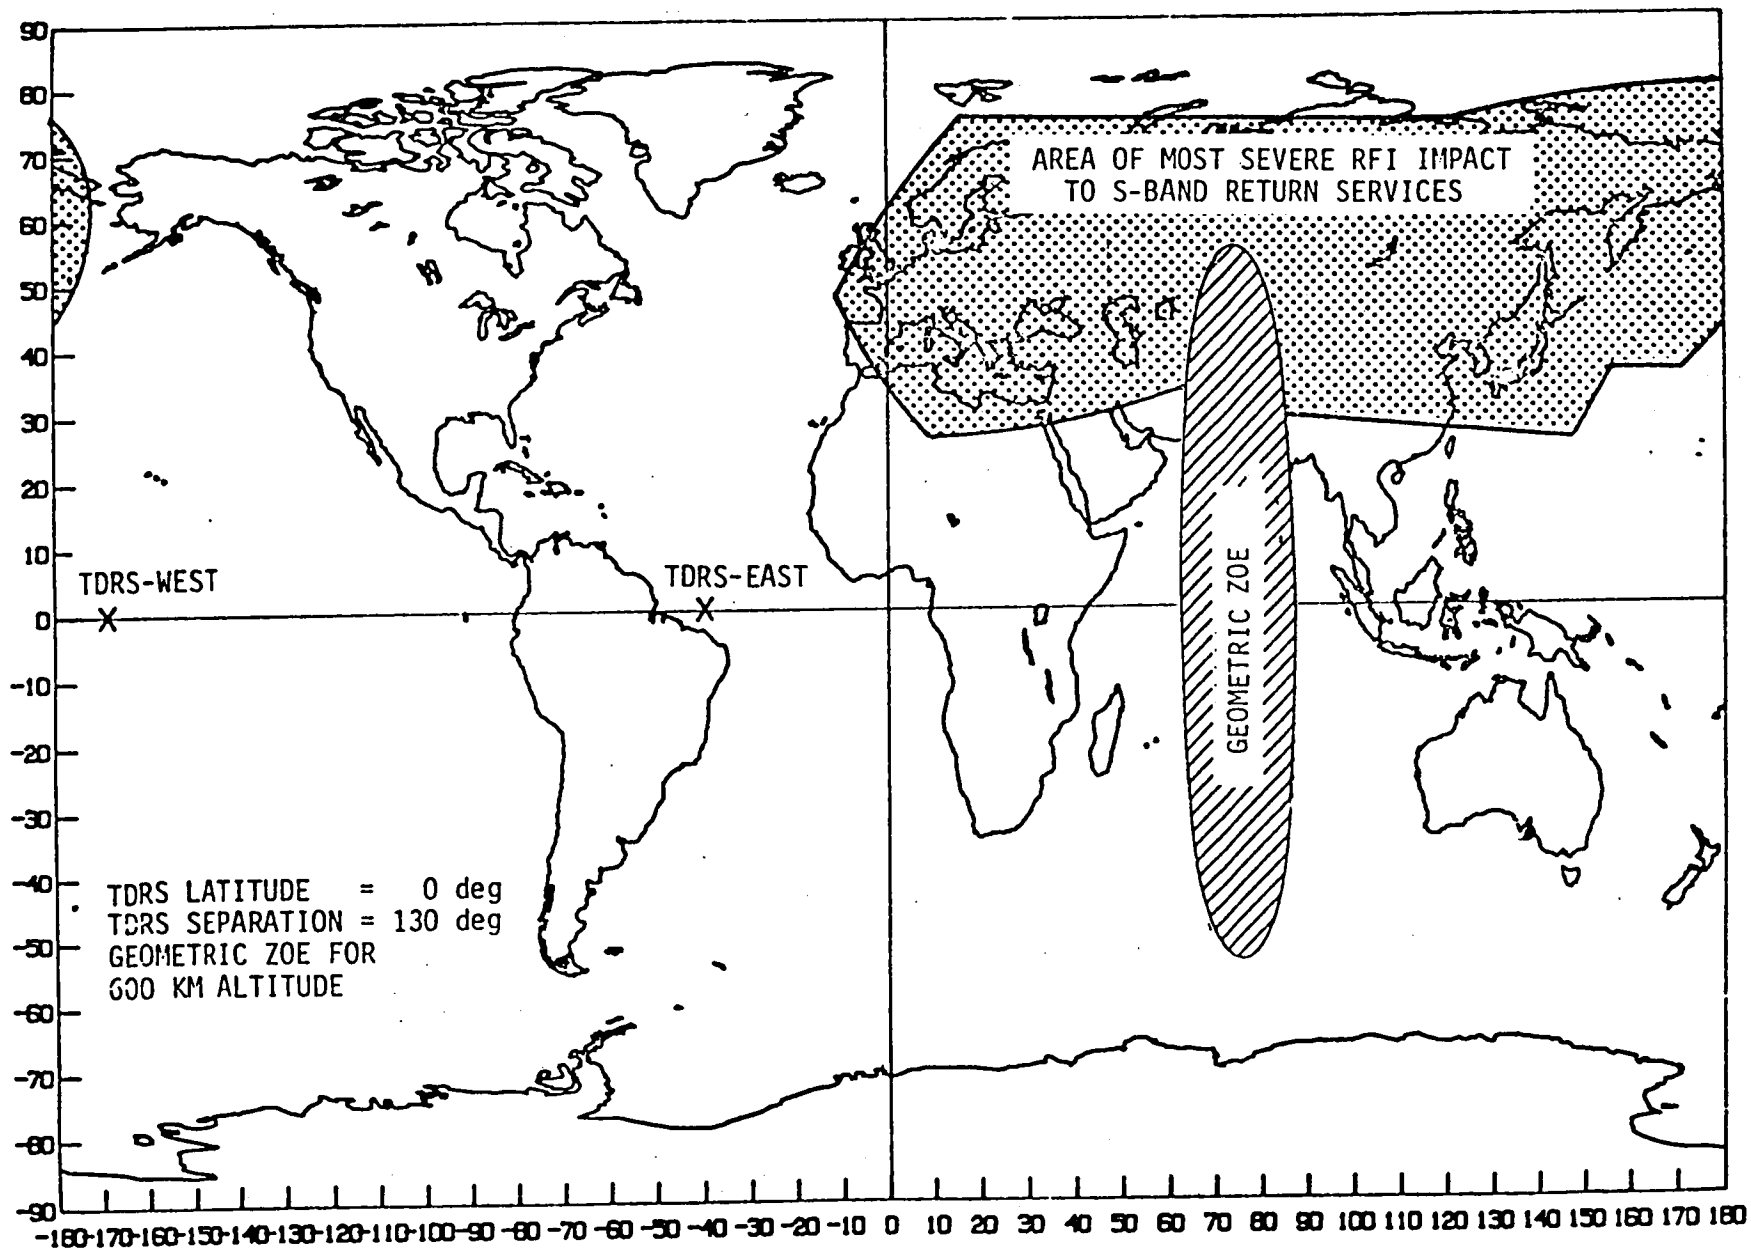 90
80
70
60
50
40
30
20
10
0
-10
-20
-30
-40
-50
-60
-70
-80
-90
AREA OF MOST SEVERE RFI IMPACT
TO S-BAND RETURN SERVICES
TDRS-WEST
TDRS-EAST
GEOMETRIC ZOE
TDRS LATITUDE = 0 deg
TDRS SEPARATION = 130 deg
GEOMETRIC ZOE FOR
600 KM ALTITUDE
-180-170-160-150-140-130-120-110-100-90 -80 -70 -60 -50 -40 -30 -20 -10 0 10 20 30 40 50 60 70 80 90 100 110 120 130 140 150 160 170 180